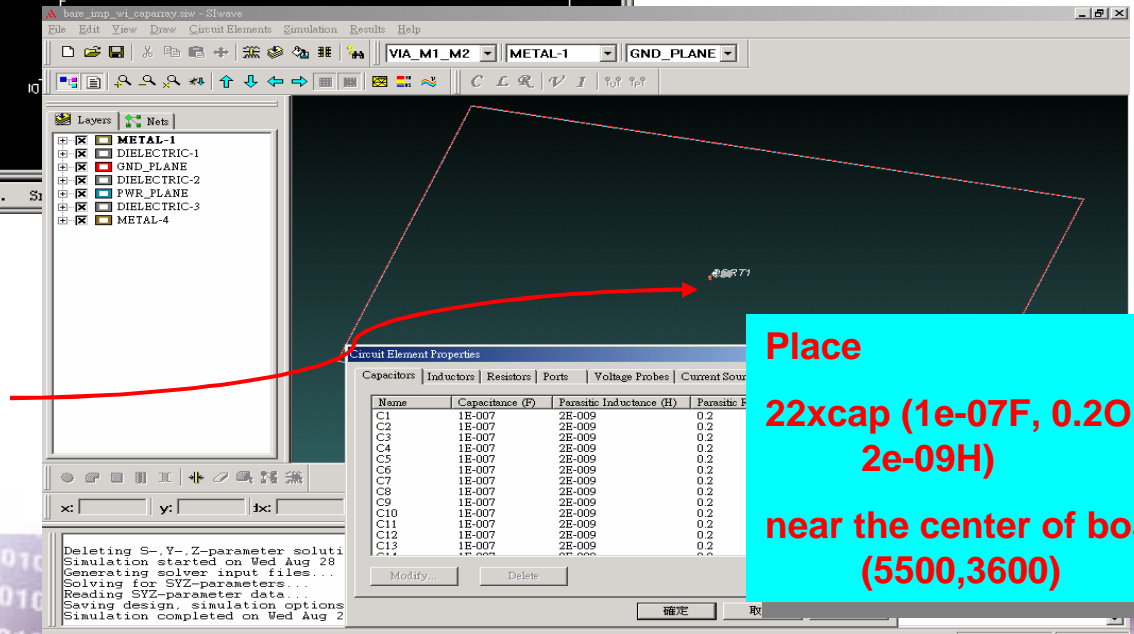 bare_imp_wi_caparray.siw - SIwave
File Edit View Draw Circuit Elements Simulation Results Help
VIA_M1_M2 METAL-1 GND_PLANE
C L R V I
Layers Nets
METAL-1
DIELECTRIC-1
GND_PLANE
DIELECTRIC-2
PWR_PLANE
DIELECTRIC-3
METAL-4
PORT1
Circuit Element Properties
Capacitors Inductors Resistors Ports Voltage Probes Current Sour
Name Capacitance (F) Parasitic Inductance (H) Parasitic R
C1 1E-007 2E-009 0.2
C2 1E-007 2E-009 0.2
C3 1E-007 2E-009 0.2
C4 1E-007 2E-009 0.2
C5 1E-007 2E-009 0.2
C6 1E-007 2E-009 0.2
C7 1E-007 2E-009 0.2
C8 1E-007 2E-009 0.2
C9 1E-007 2E-009 0.2
C10 1E-007 2E-009 0.2
C11 1E-007 2E-009 0.2
C12 1E-007 2E-009 0.2
C13 1E-007 2E-009 0.2
Modify... Delete
確定 取
Place
22xcap (1e-07F, 0.2O
2e-09H)
near the center of bo
(5500,3600)
x: y: dx:
Deleting S-,Y-,Z-parameter soluti
Simulation started on Wed Aug 28
Generating solver input files...
Solving for SYZ-parameters...
Reading SYZ-parameter data...
Saving design, simulation options
Simulation completed on Wed Aug 2